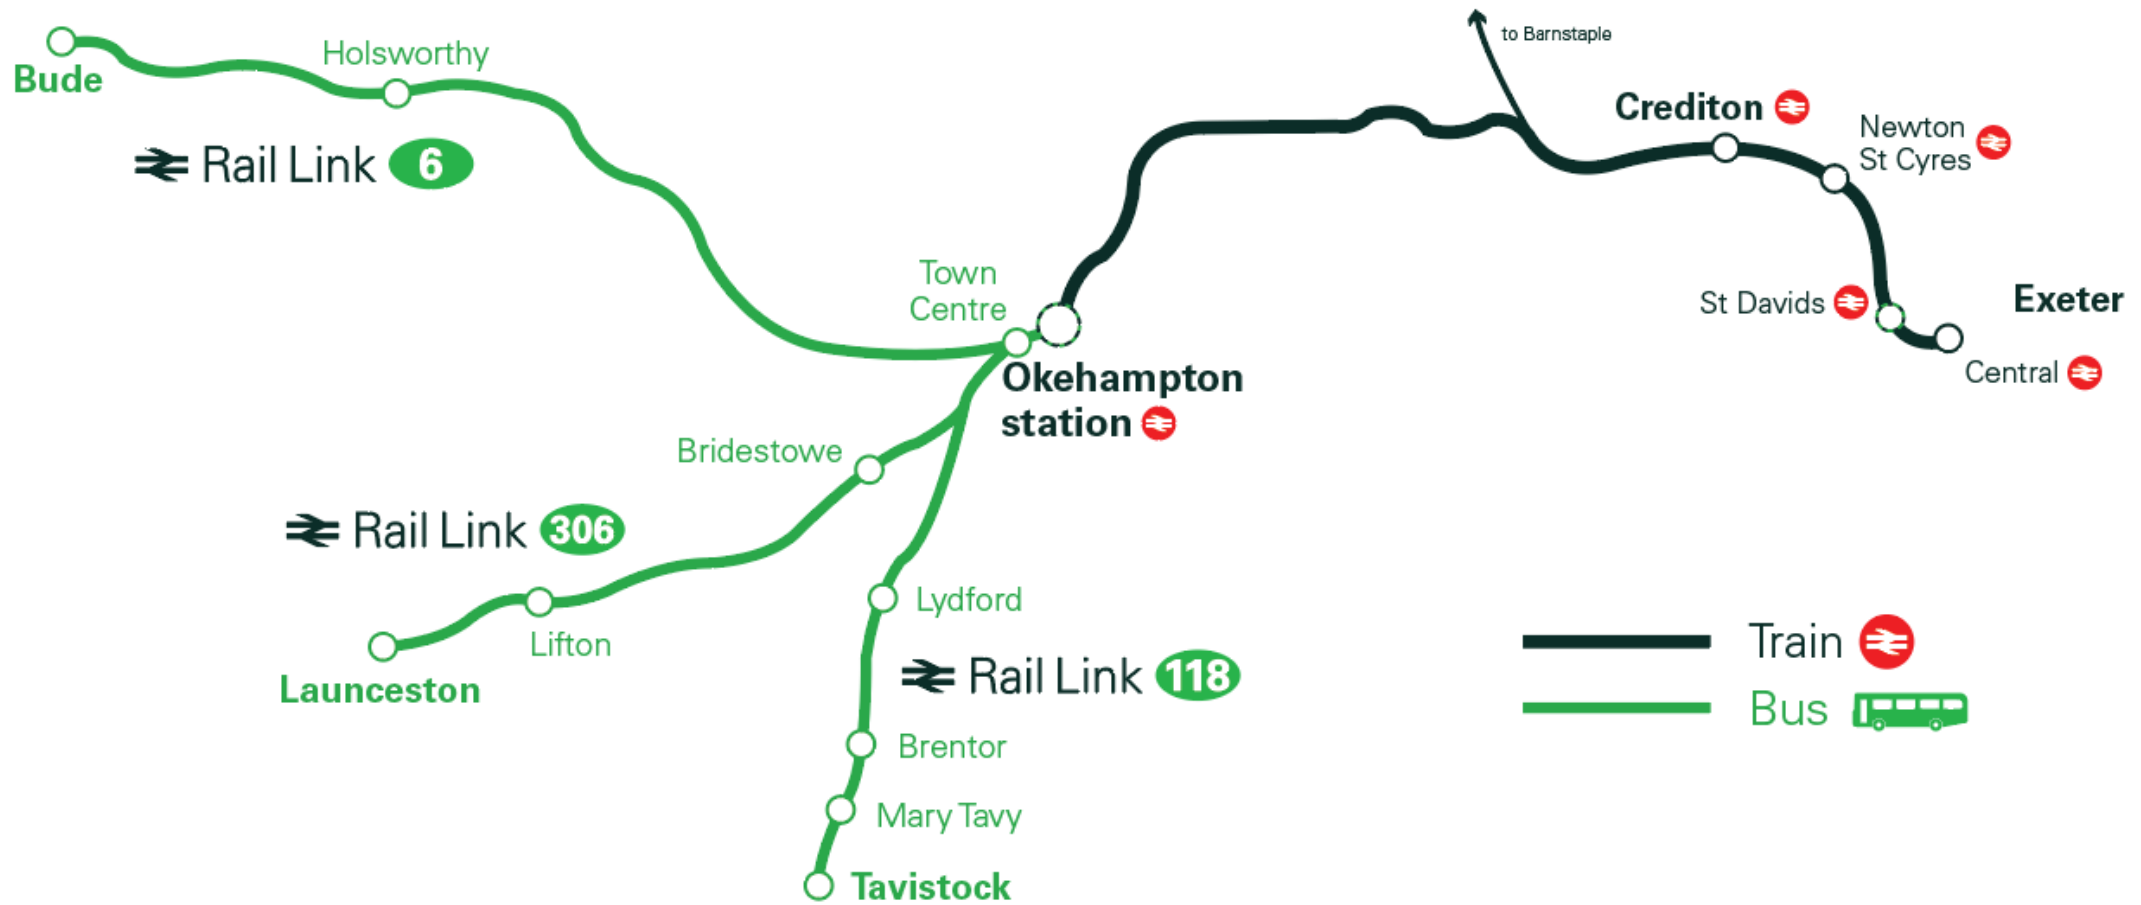 to Barnstaple
Bude
Holsworthy
Rail Link 6
Crediton
Newton
St Cyres
Town
Centre
St Davids
Exeter
Central
Okehampton
station
Bridestowe
Rail Link 306
Lifton
Launceston
Lydford
Rail Link 118
Brentor
Mary Tavy
Tavistock
Train
Bus